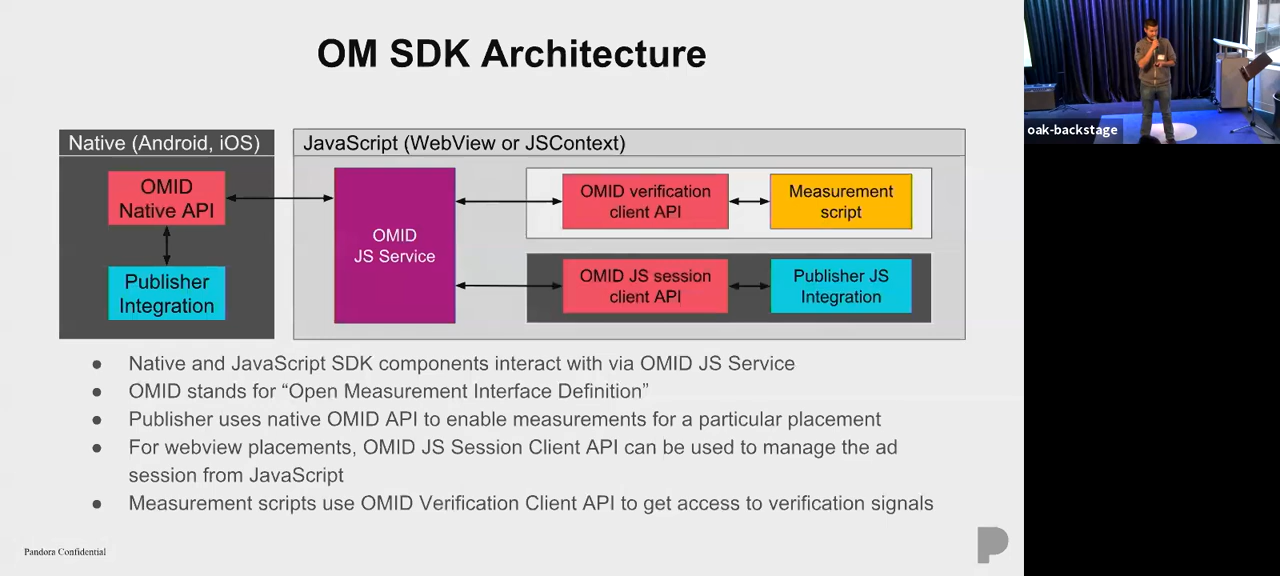 OM SDK Architecture
Native (Android, iOS)
JavaScript (WebView or JSContext)
OMID
Native API
Publisher
Integration
OMID
JS Service
OMID verification
client API
Measurement
script
OMID JS session
client API
Publisher JS
Integration
● Native and JavaScript SDK components interact with via OMID JS Service
● OMID stands for “Open Measurement Interface Definition”
● Publisher uses native OMID API to enable measurements for a particular placement
● For webview placements, OMID JS Session Client API can be used to manage the ad
session from JavaScript
● Measurement scripts use OMID Verification Client API to get access to verification signals
Pandora Confidential
oak-backstage